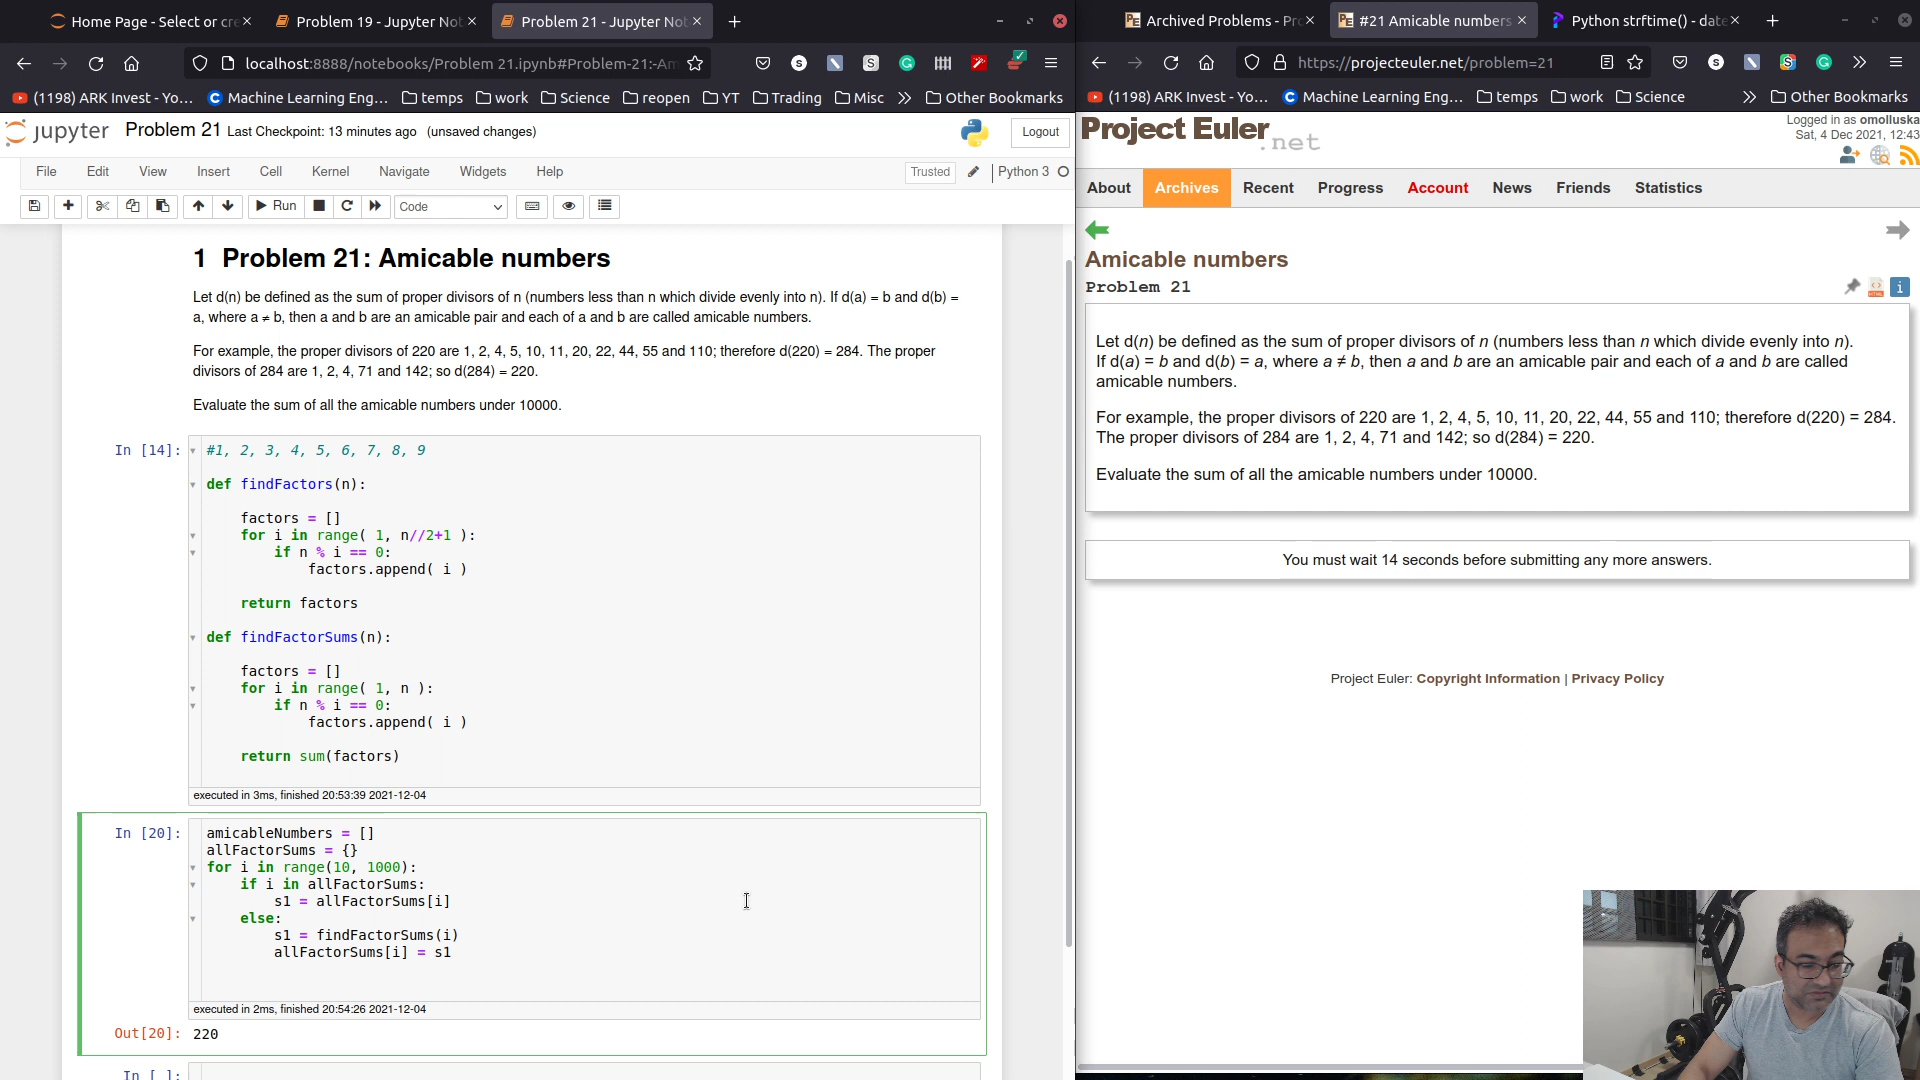 Home Page - Select or cre
Problem 19 - Jupyter Not
Problem 21 - Jupyter Not
localhost:8888/notebooks/Problem 21.ipynb#Problem-21:-Am
(1198) ARK Invest - Yo...
Machine Learning Eng...
temps
work
Science
reopen
YT
Trading
Misc
Other Bookmarks
jupyter
Problem 21 Last Checkpoint: 13 minutes ago (unsaved changes)
Logout
File
Edit
View
Insert
Cell
Kernel
Navigate
Widgets
Help
Trusted
Python 3
Run
Code
1 Problem 21: Amicable numbers
Let d(n) be defined as the sum of proper divisors of n (numbers less than n which divide evenly into n). If d(a) = b and d(b) =
a, where a ≠ b, then a and b are an amicable pair and each of a and b are called amicable numbers.
For example, the proper divisors of 220 are 1, 2, 4, 5, 10, 11, 20, 22, 44, 55 and 110; therefore d(220) = 284. The proper
divisors of 284 are 1, 2, 4, 71 and 142; so d(284) = 220.
Evaluate the sum of all the amicable numbers under 10000.
In [14]:
#1, 2, 3, 4, 5, 6, 7, 8, 9
def findFactors(n):
factors = []
for i in range( 1, n//2+1 ):
if n % i == 0:
factors.append( i )
return factors
def findFactorSums(n):
factors = []
for i in range( 1, n ):
if n % i == 0:
factors.append( i )
return sum(factors)
executed in 3ms, finished 20:53:39 2021-12-04
In [20]:
amicableNumbers = []
allFactorSums = {}
for i in range(10, 1000):
if i in allFactorSums:
s1 = allFactorSums[i]
else:
s1 = findFactorSums(i)
allFactorSums[i] = s1
executed in 2ms, finished 20:54:26 2021-12-04
Out[20]: 220
In [ ]:
Archived Problems - Pro
#21 Amicable numbers
Python strftime() - date
https://projecteuler.net/problem=21
(1198) ARK Invest - Yo...
Machine Learning Eng...
temps
work
Science
Other Bookmarks
Project Euler
.net
Logged in as omolluska
Sat, 4 Dec 2021, 12:43
About
Archives
Recent
Progress
Account
News
Friends
Statistics
Amicable numbers
Problem 21
Let d(n) be defined as the sum of proper divisors of n (numbers less than n which divide evenly into n).
If d(a) = b and d(b) = a, where a ≠ b, then a and b are an amicable pair and each of a and b are called
amicable numbers.
For example, the proper divisors of 220 are 1, 2, 4, 5, 10, 11, 20, 22, 44, 55 and 110; therefore d(220) = 284.
The proper divisors of 284 are 1, 2, 4, 71 and 142; so d(284) = 220.
Evaluate the sum of all the amicable numbers under 10000.
You must wait 14 seconds before submitting any more answers.
Project Euler: Copyright Information | Privacy Policy